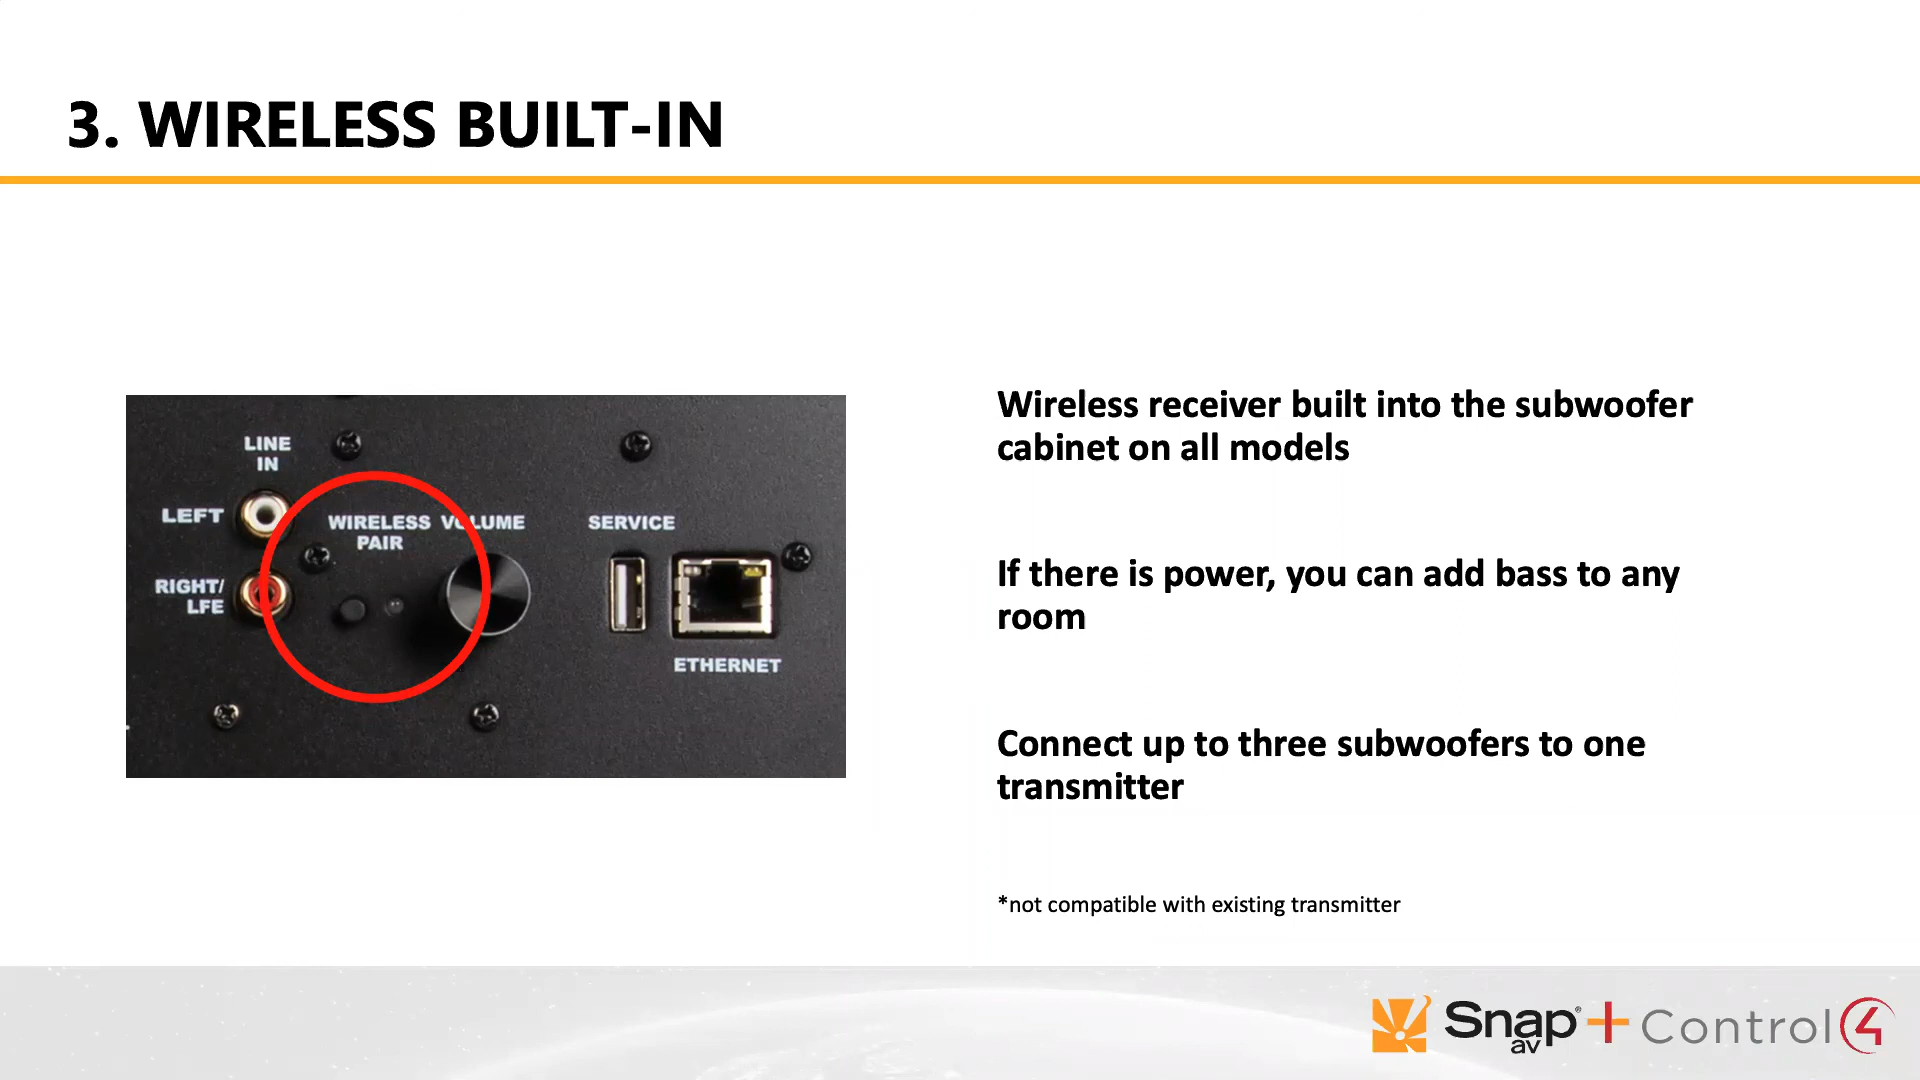 3. WIRELESS BUILT-IN
LINE
IN
LEFT
RIGHT/
LFE
WIRELESS
PAIR
VOLUME
SERVICE
ETHERNET
Wireless receiver built into the subwoofer
cabinet on all models
If there is power, you can add bass to any
room
Connect up to three subwoofers to one
transmitter
*not compatible with existing transmitter
Snap
av
+
Control4